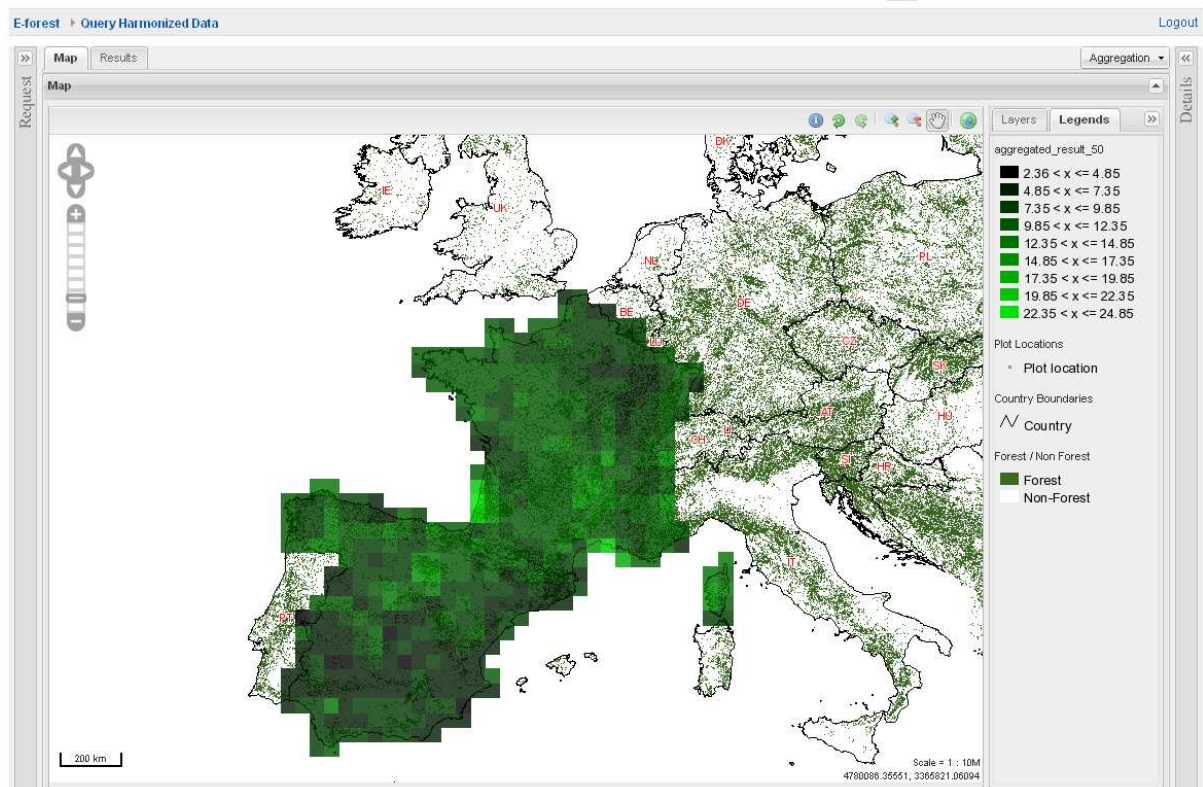 E-forest Query Harmonized Data
Logout
Request
Map
Results
Aggregation
Details
Map
Layers
Legends
aggregated_result_50
2.36 < x <= 4.85
4.85 < x <= 7.35
7.35 < x <= 9.85
9.85 < x <= 12.35
12.35 < x <= 14.85
14.85 < x <= 17.35
17.35 < x <= 19.85
19.85 < x <= 22.35
22.35 < x <= 24.85
Plot Locations
Plot location
Country Boundaries
Country
Forest / Non Forest
Forest
Non-Forest
DK
IE
UK
NL
PL
BE
DE
LU
CZ
SK
AT
HU
CH
LI
SI
HR
IT
PT
ES
200 km
Scale = 1 : 10M
4780086.35551, 3365821.06094